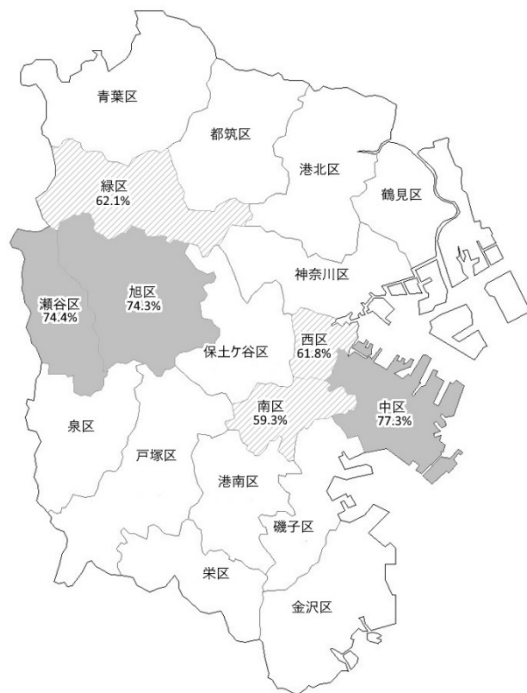 青葉区
都筑区
港北区
緑区
62.1%
鶴見区
神奈川区
瀬谷区
74.4%
旭区
74.3%
保土ケ谷区
西区
61.8%
南区
59.3%
中区
77.3%
泉区
戸塚区
港南区
磯子区
栄区
金沢区